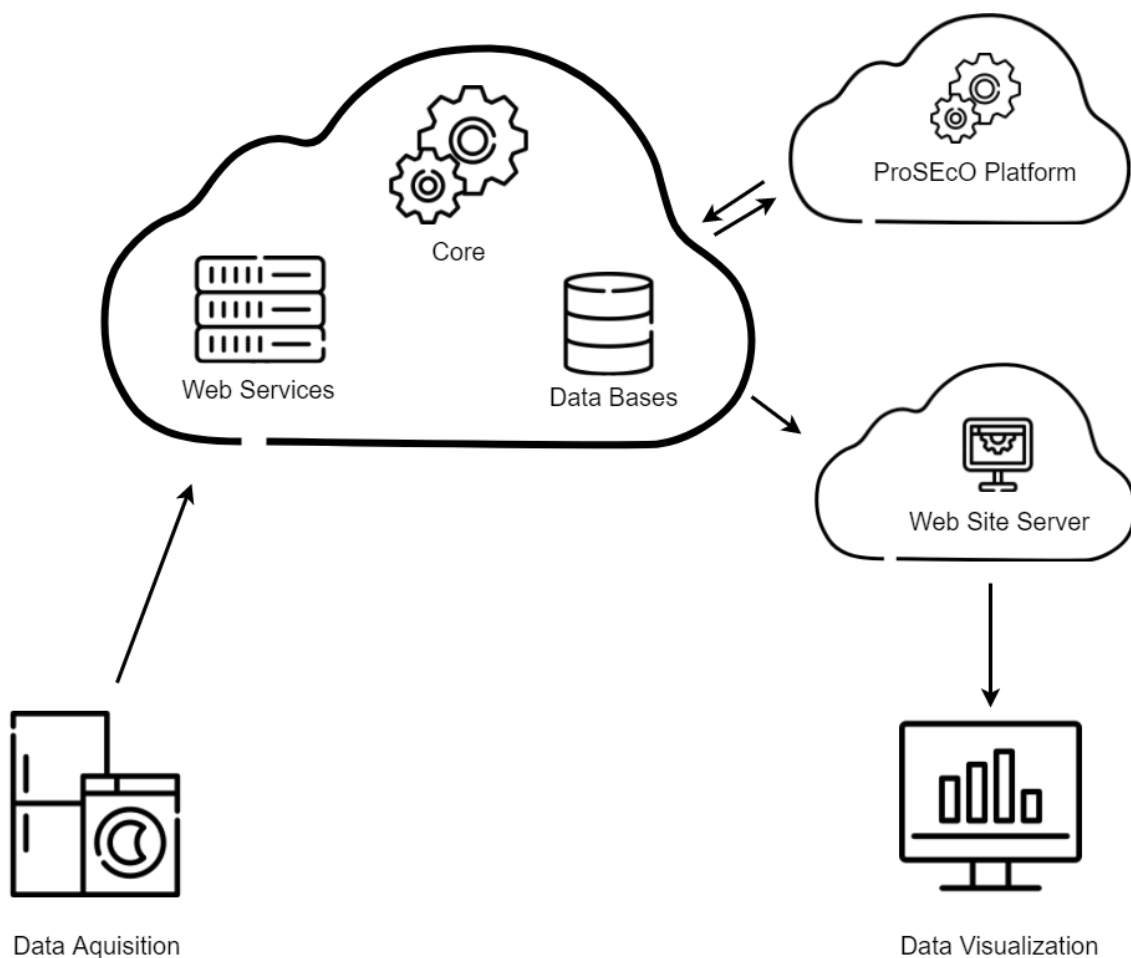 ProSEcO Platform
Core
Web Services
Data Bases
Web Site Server
Data Aquisition
Data Visualization